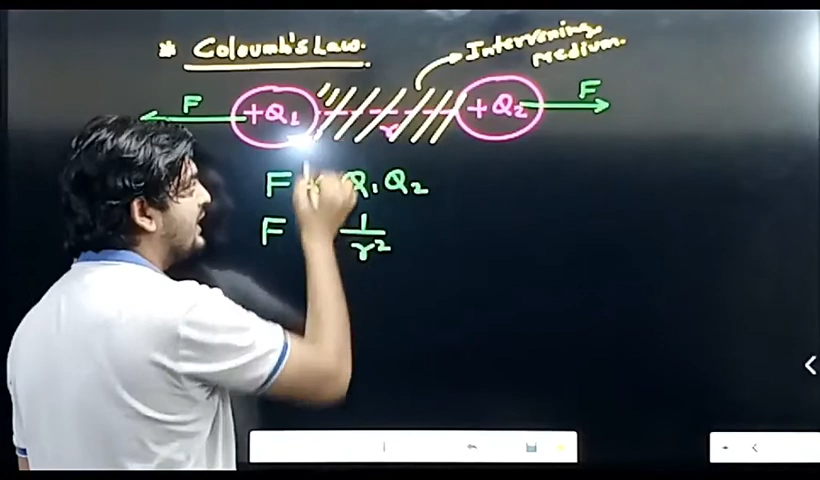 * Coloumb's Law.
Intervening
medium.
F
+Q1
r
+Q2
F
F ∝ Q1 Q2
F
1
r²